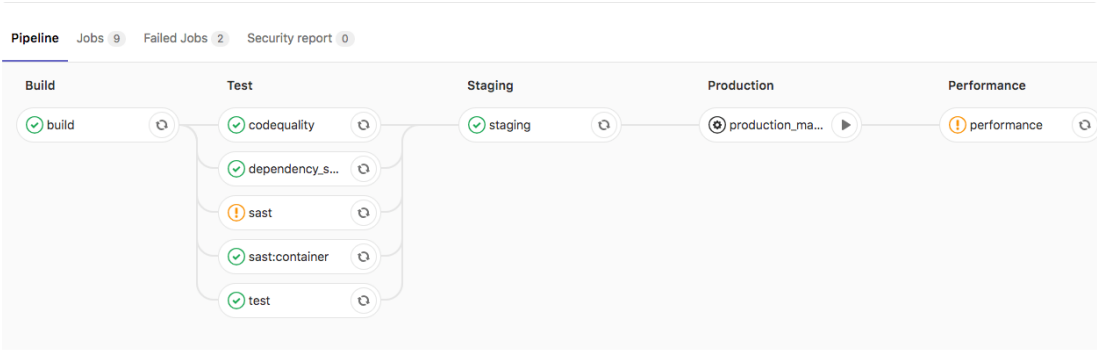 Pipeline Jobs 9 Failed Jobs 2 Security report 0
Build Test Staging Production Performance
build codequality staging production_ma... performance
dependency_s...
sast
sast:container
test